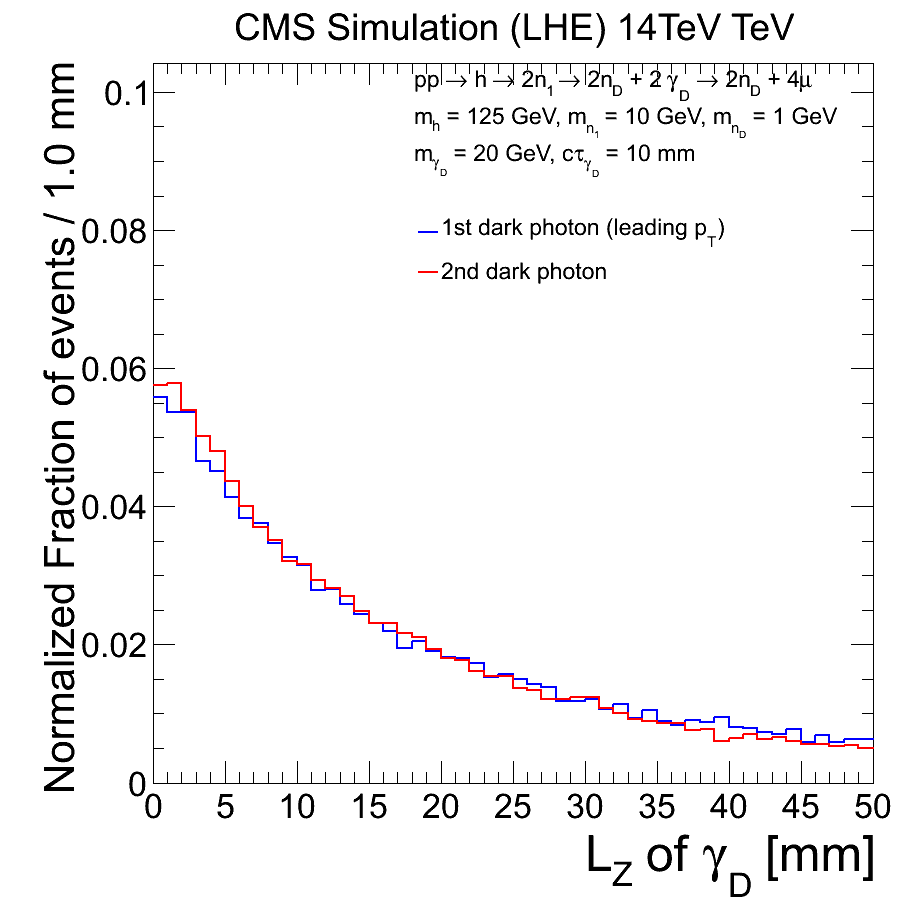 CMS Simulation (LHE) 14TeV TeV
pp → h → 2n₁ → 2n_D + 2 γ_D → 2n_D + 4μ
m_h = 125 GeV, m_n₁ = 10 GeV, m_n_D = 1 GeV
m_γ_D = 20 GeV, cτ_γ_D = 10 mm
1st dark photon (leading p_T)
2nd dark photon
Normalized Fraction of events / 1.0 mm
0.1
0.08
0.06
0.04
0.02
0
0 5 10 15 20 25 30 35 40 45 50
L_Z of γ_D [mm]